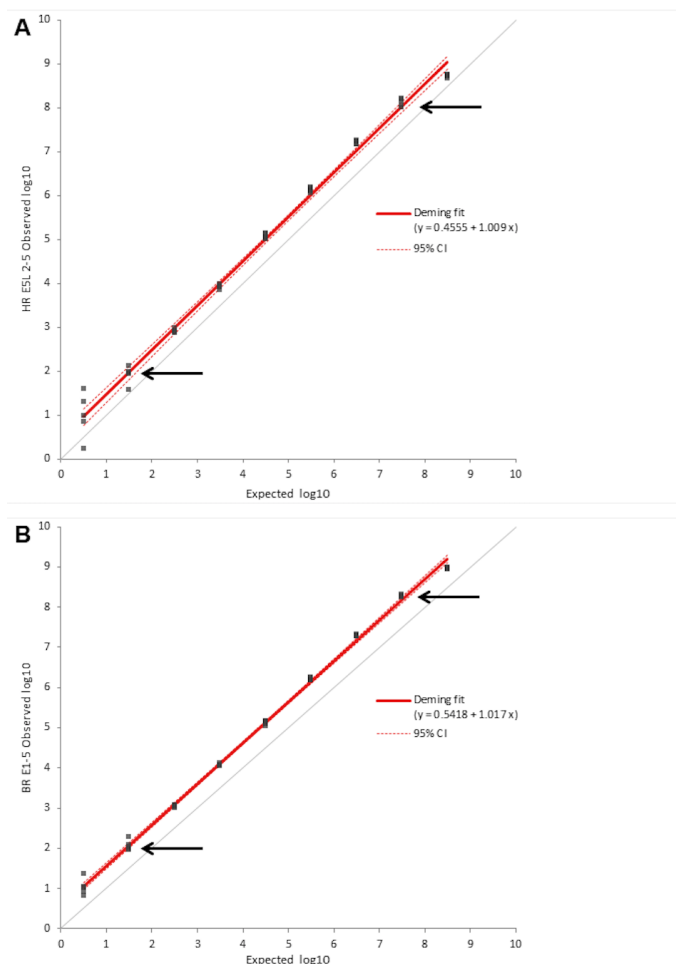 A
10
9
8
7
6
5
4
3
2
1
0
HR E5L 2-5 Observed log10
Deming fit
(y = 0.4555 + 1.009 x)
95% CI
0 1 2 3 4 5 6 7 8 9 10
Expected log10
B
10
9
8
7
6
5
4
3
2
1
0
BR E1-5 Observed log10
Deming fit
(y = 0.5418 + 1.017 x)
95% CI
0 1 2 3 4 5 6 7 8 9 10
Expected log10